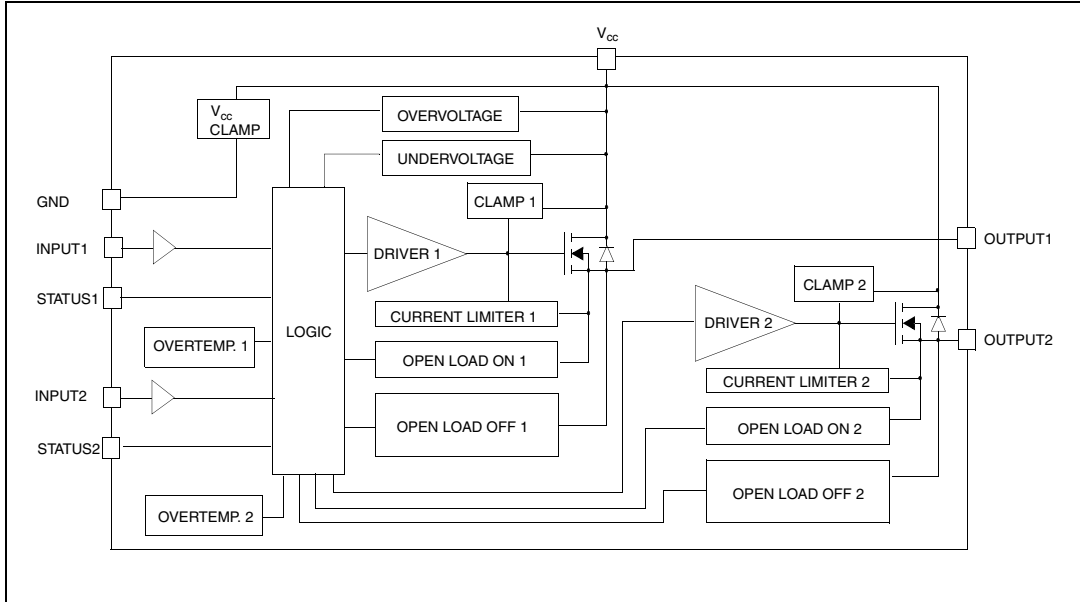 Vcc
Vcc
CLAMP
OVERVOLTAGE
UNDERVOLTAGE
GND
CLAMP 1
INPUT1
DRIVER 1
OUTPUT1
STATUS1
CLAMP 2
CURRENT LIMITER 1
LOGIC
DRIVER 2
OVERTEMP. 1
OUTPUT2
OPEN LOAD ON 1
CURRENT LIMITER 2
INPUT2
OPEN LOAD OFF 1
OPEN LOAD ON 2
STATUS2
OPEN LOAD OFF 2
OVERTEMP. 2